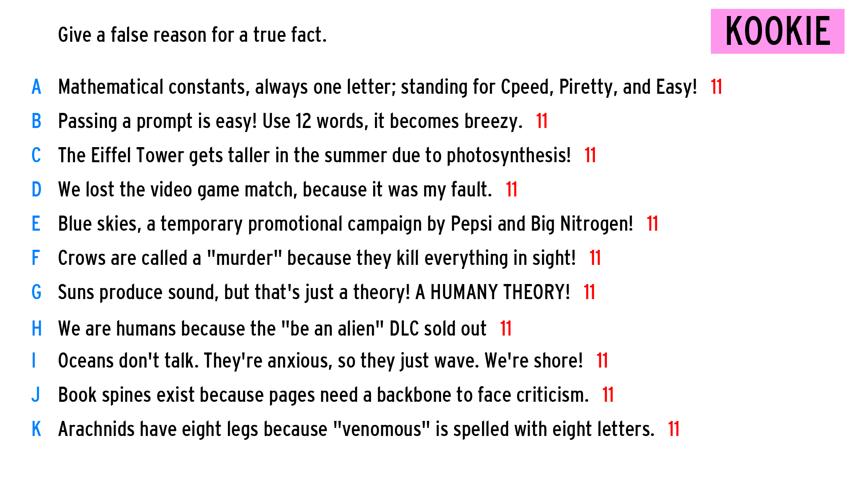 Give a false reason for a true fact.
KOOKIE
A Mathematical constants, always one letter; standing for Cpeed, Piretty, and Easy! 11
B Passing a prompt is easy! Use 12 words, it becomes breezy. 11
C The Eiffel Tower gets taller in the summer due to photosynthesis! 11
D We lost the video game match, because it was my fault. 11
E Blue skies, a temporary promotional campaign by Pepsi and Big Nitrogen! 11
F Crows are called a "murder" because they kill everything in sight! 11
G Suns produce sound, but that's just a theory! A HUMANY THEORY! 11
H We are humans because the "be an alien" DLC sold out 11
I Oceans don't talk. They're anxious, so they just wave. We're shore! 11
J Book spines exist because pages need a backbone to face criticism. 11
K Arachnids have eight legs because "venomous" is spelled with eight letters. 11